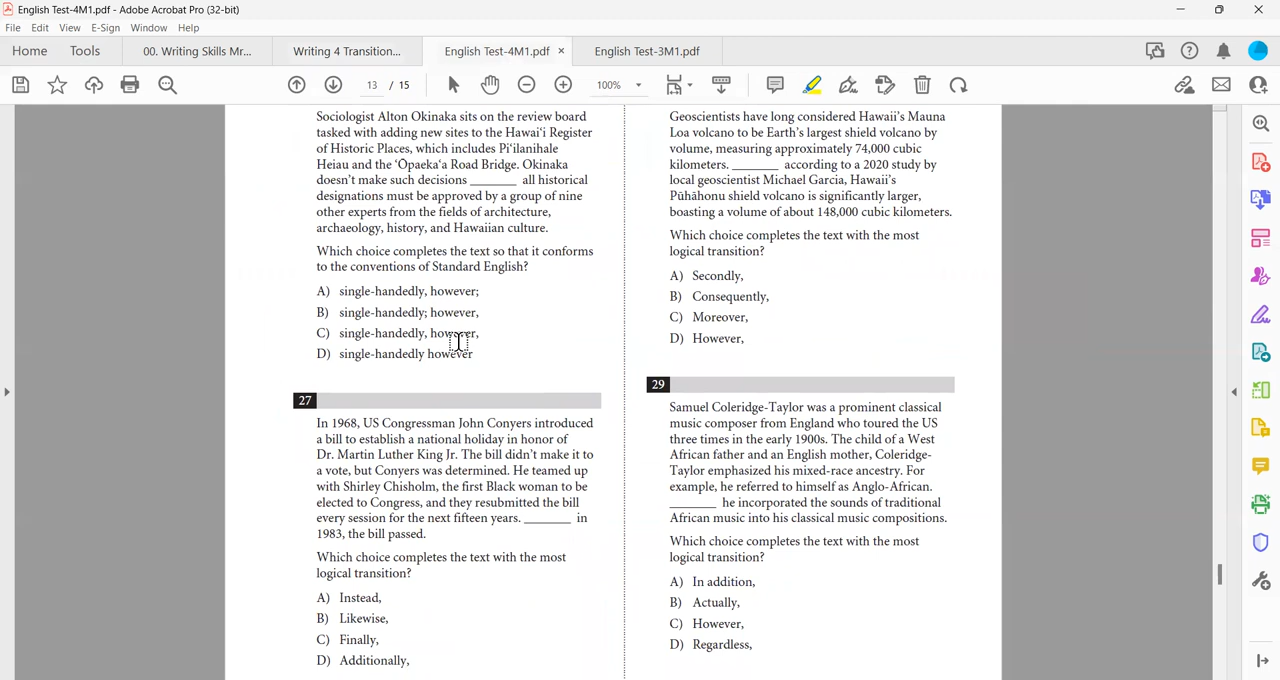 English Test-4M1.pdf - Adobe Acrobat Pro (32-bit)
File Edit View E-Sign Window Help
Home Tools 00. Writing Skills Mr... Writing 4 Transition... English Test-4M1.pdf × English Test-3M1.pdf
13 / 15 100%
Sociologist Alton Okinaka sits on the review board
tasked with adding new sites to the Hawai‘i Register
of Historic Places, which includes Pi‘ilanihale
Heiau and the ‘Ōpaeka‘a Road Bridge. Okinaka
doesn’t make such decisions _______ all historical
designations must be approved by a group of nine
other experts from the fields of architecture,
archaeology, history, and Hawaiian culture.
Which choice completes the text so that it conforms
to the conventions of Standard English?
A) single-handedly, however;
B) single-handedly; however,
C) single-handedly, however,
D) single-handedly however
27
In 1968, US Congressman John Conyers introduced
a bill to establish a national holiday in honor of
Dr. Martin Luther King Jr. The bill didn’t make it to
a vote, but Conyers was determined. He teamed up
with Shirley Chisholm, the first Black woman to be
elected to Congress, and they resubmitted the bill
every session for the next fifteen years. _______ in
1983, the bill passed.
Which choice completes the text with the most
logical transition?
A) Instead,
B) Likewise,
C) Finally,
D) Additionally,
Geoscientists have long considered Hawaii’s Mauna
Loa volcano to be Earth’s largest shield volcano by
volume, measuring approximately 74,000 cubic
kilometers. _______ according to a 2020 study by
local geoscientist Michael Garcia, Hawaii’s
Pūhāhonu shield volcano is significantly larger,
boasting a volume of about 148,000 cubic kilometers.
Which choice completes the text with the most
logical transition?
A) Secondly,
B) Consequently,
C) Moreover,
D) However,
29
Samuel Coleridge-Taylor was a prominent classical
music composer from England who toured the US
three times in the early 1900s. The child of a West
African father and an English mother, Coleridge-
Taylor emphasized his mixed-race ancestry. For
example, he referred to himself as Anglo-African.
_______ he incorporated the sounds of traditional
African music into his classical music compositions.
Which choice completes the text with the most
logical transition?
A) In addition,
B) Actually,
C) However,
D) Regardless,